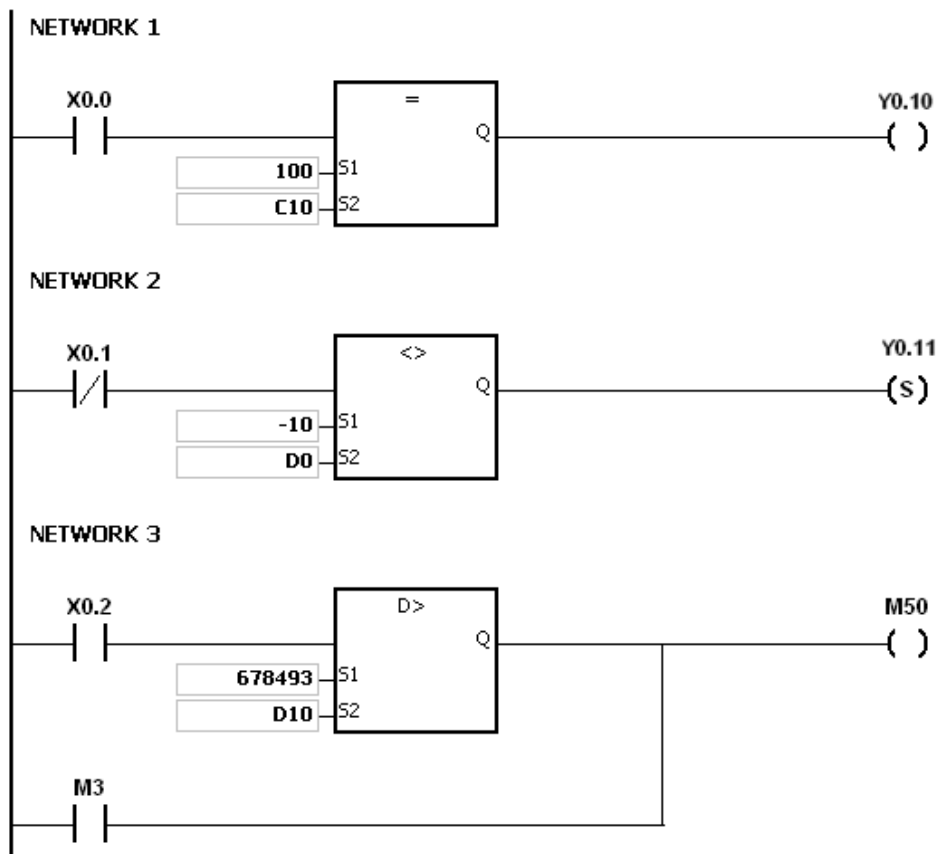 NETWORK 1
X0.0
=
Y0.10
Q
100 S1
C10 S2
NETWORK 2
X0.1
<>
Y0.11
Q
(S)
-10 S1
D0 S2
NETWORK 3
X0.2
D>
M50
Q
678493 S1
D10 S2
M3